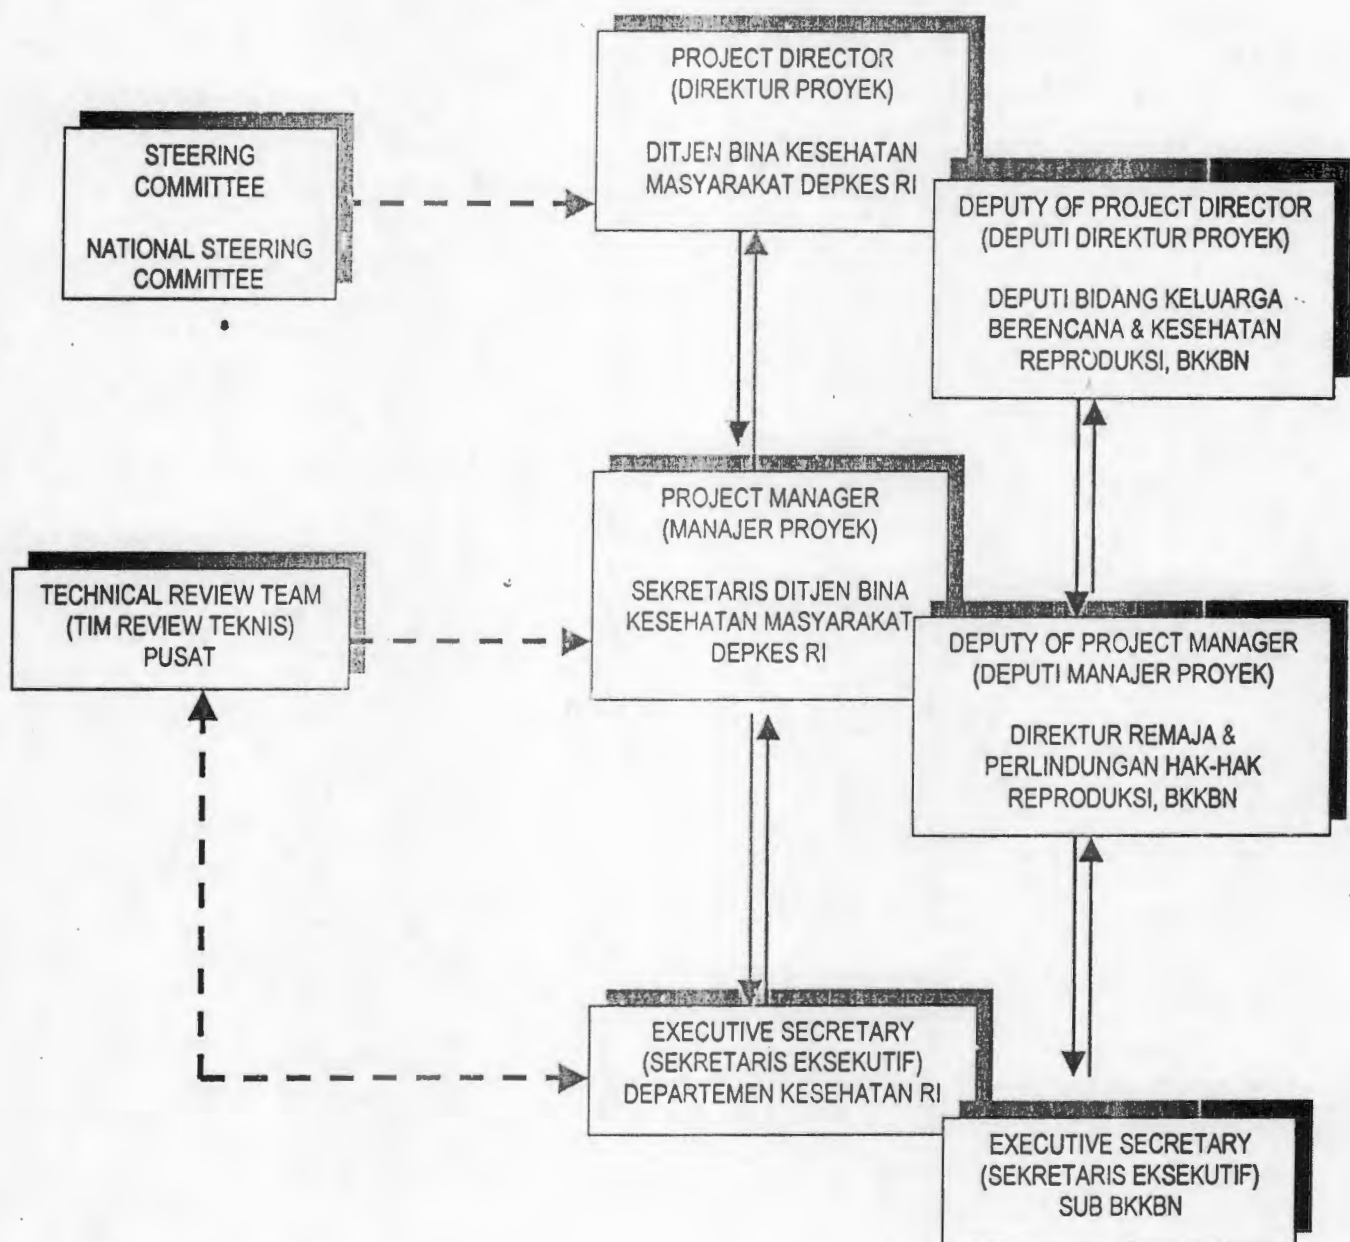 PROJECT DIRECTOR
(DIREKTUR PROYEK)
DITJEN BINA KESEHATAN
MASYARAKAT DEPKES RI
STEERING
COMMITTEE
NATIONAL STEERING
COMMITTEE
DEPUTY OF PROJECT DIRECTOR
(DEPUTI DIREKTUR PROYEK)
DEPUTI BIDANG KELUARGA
BERENCANA & KESEHATAN
REPRODUKSI, BKKBN
PROJECT MANAGER
(MANAJER PROYEK)
SEKRETARIS DITJEN BINA
KESEHATAN MASYARAKAT
DEPKES RI
TECHNICAL REVIEW TEAM
(TIM REVIEW TEKNIS)
PUSAT
DEPUTY OF PROJECT MANAGER
(DEPUTI MANAJER PROYEK)
DIREKTUR REMAJA &
PERLINDUNGAN HAK-HAK
REPRODUKSI, BKKBN
EXECUTIVE SECRETARY
(SEKRETARIS EKSEKUTIF)
DEPARTEMEN KESEHATAN RI
EXECUTIVE SECRETARY
(SEKRETARIS EKSEKUTIF)
SUB BKKBN